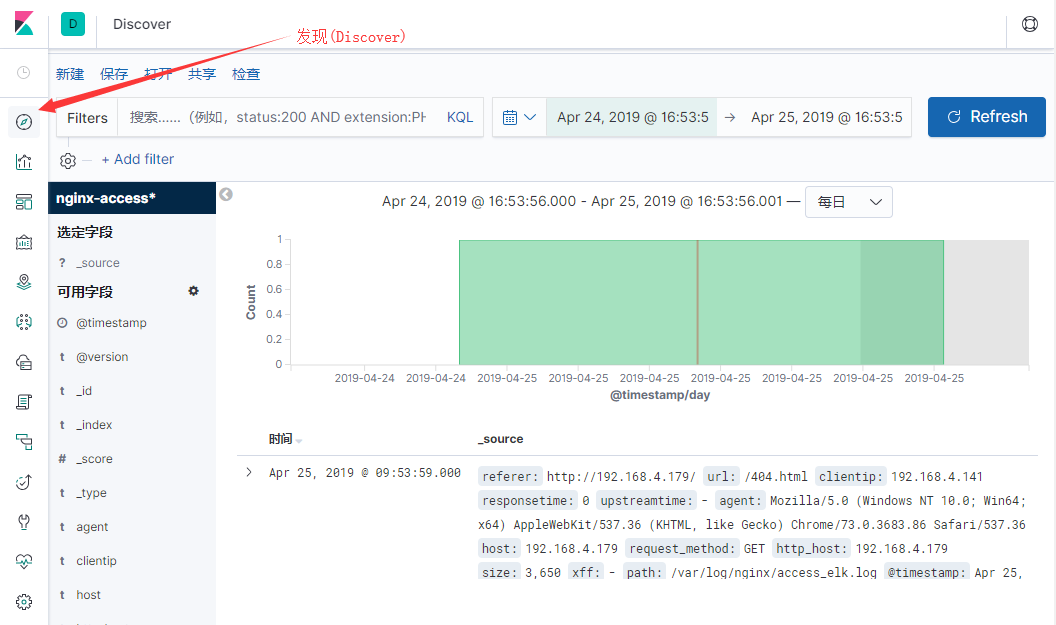 D Discover
发现(Discover)
新建 保存 打开 共享 检查
Filters 搜索...... (例如，status:200 AND extension:PH KQL Apr 24, 2019 @ 16:53:5 → Apr 25, 2019 @ 16:53:5 Refresh
+ Add filter
nginx-access*
选定字段
? _source
可用字段
@timestamp
t @version
t _id
t _index
# _score
t _type
t agent
t clientip
t host
Apr 24, 2019 @ 16:53:56.000 - Apr 25, 2019 @ 16:53:56.001 — 每日
Count
1
0.8
0.6
0.4
0.2
0
2019-04-24 2019-04-24 2019-04-25 2019-04-25 2019-04-25 2019-04-25 2019-04-25 2019-04-25 2019-04-25
@timestamp/day
时间 _source
Apr 25, 2019 @ 09:53:59.000 referer: http://192.168.4.179/ url: /404.html clientip: 192.168.4.141
responsetime: 0 upstreamtime: - agent: Mozilla/5.0 (Windows NT 10.0; Win64;
x64) AppleWebKit/537.36 (KHTML, like Gecko) Chrome/73.0.3683.86 Safari/537.36
host: 192.168.4.179 request_method: GET http_host: 192.168.4.179
size: 3,650 xff: - path: /var/log/nginx/access_elk.log @timestamp: Apr 25,